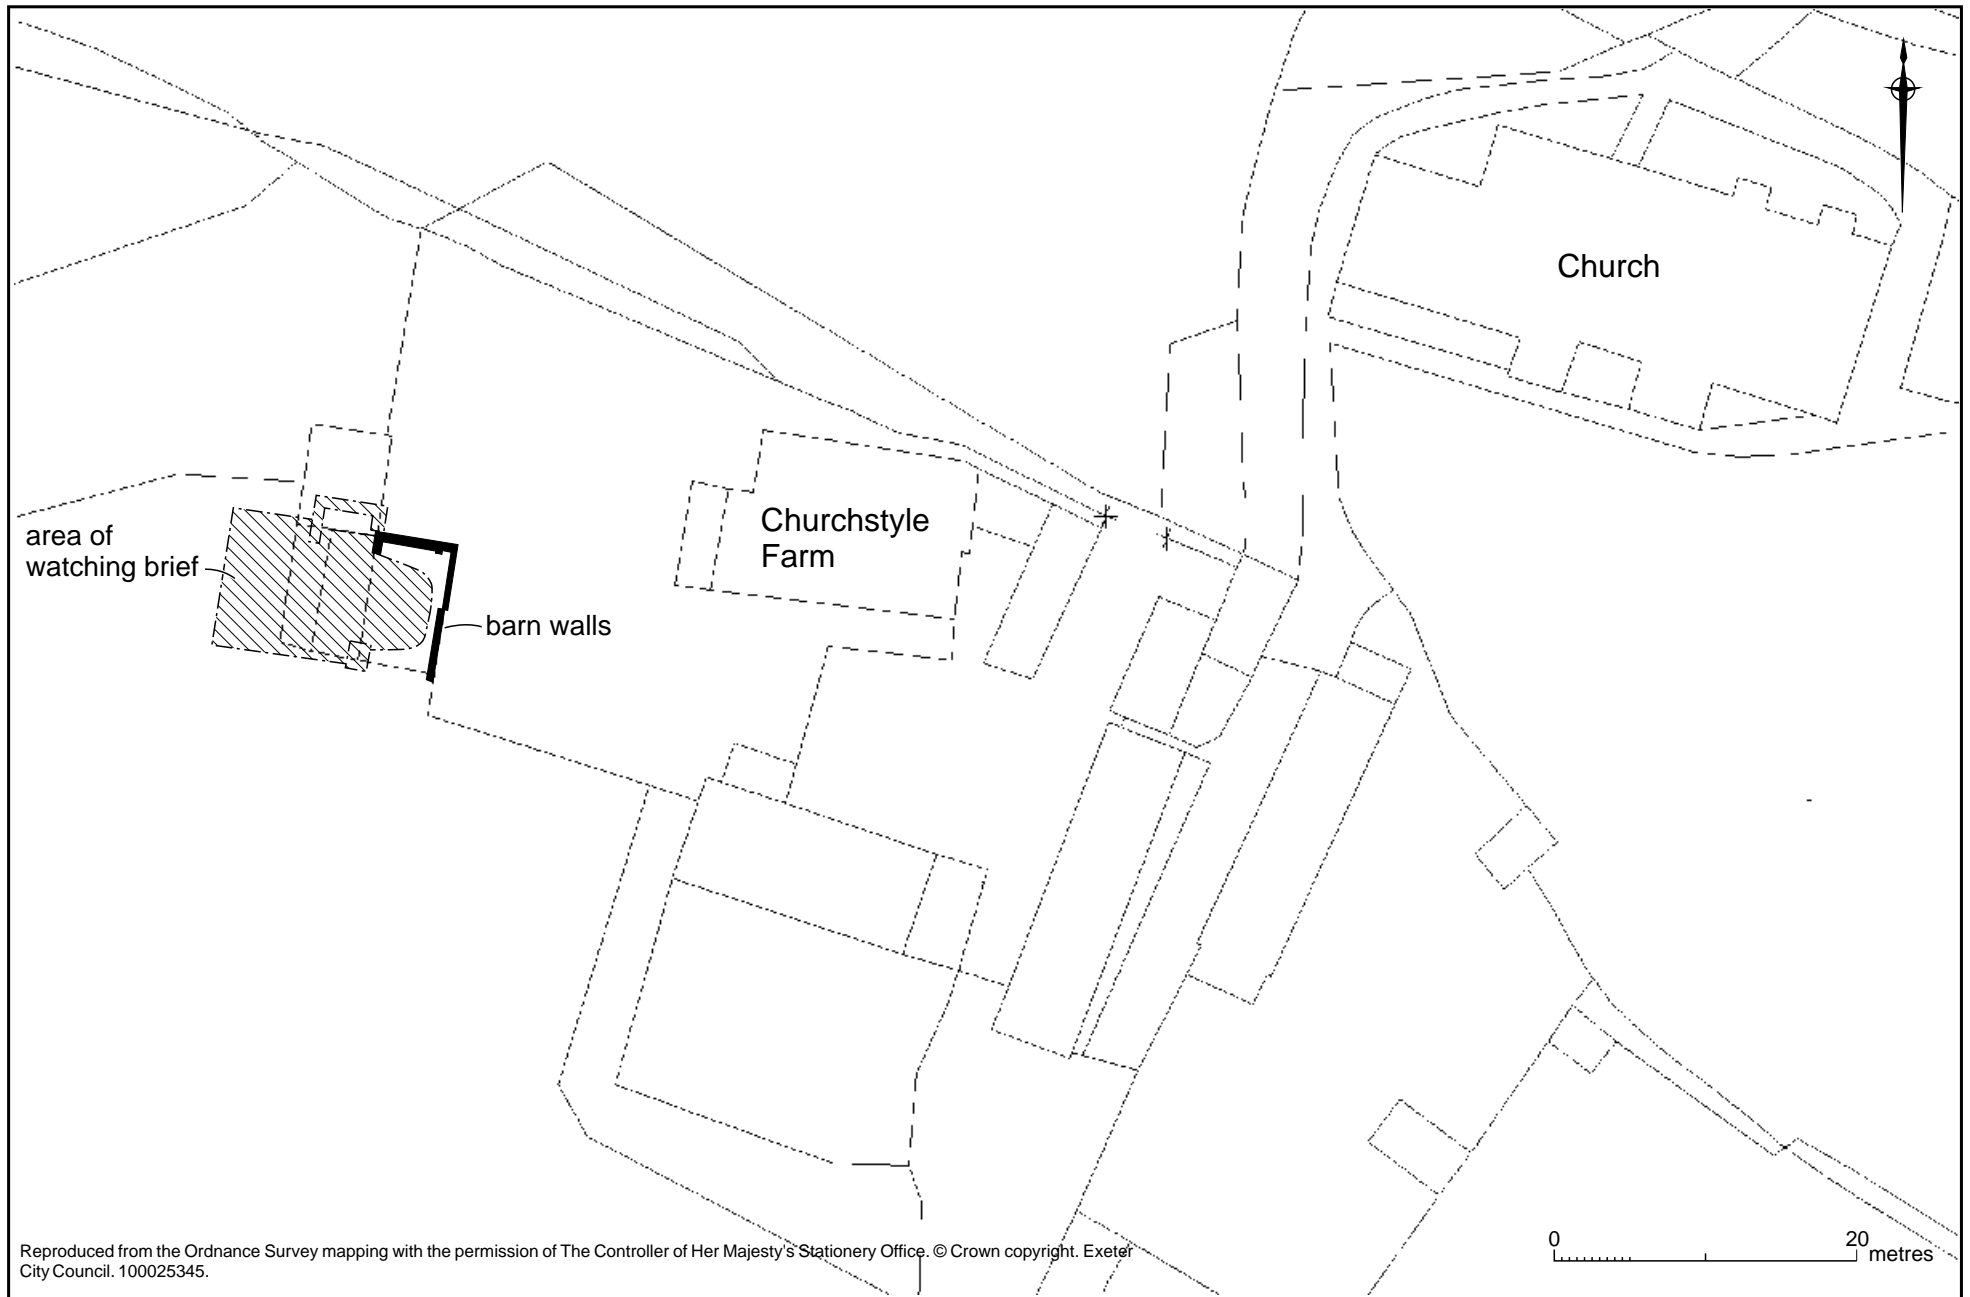 Church
Churchstyle
Farm
area of
watching brief
barn walls
0 20
metres
Reproduced from the Ordnance Survey mapping with the permission of The Controller of Her Majesty's Stationery Office. © Crown copyright. Exeter
City Council. 100025345.